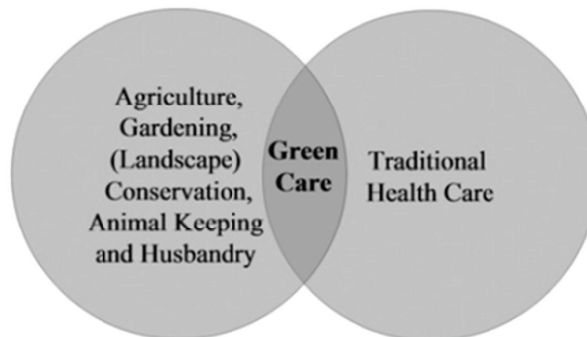 Agriculture,
Gardening,
(Landscape)
Conservation,
Animal Keeping
and Husbandry
Green
Care
Traditional
Health Care